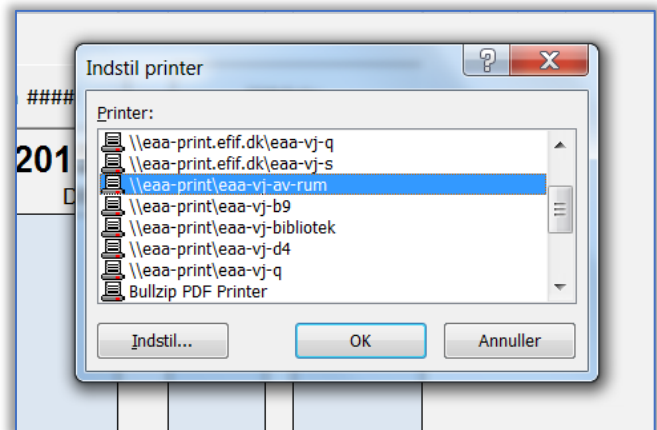 Indstil printer
####
Printer:
\\eaa-print.efif.dk\eaa-vj-q
\\eaa-print.efif.dk\eaa-vj-s
201
\\eaa-print\eaa-vj-av-rum
D
\\eaa-print\eaa-vj-b9
\\eaa-print\eaa-vj-bibliotek
\\eaa-print\eaa-vj-d4
\\eaa-print\eaa-vj-q
Bullzip PDF Printer
Indstil... OK Annuller